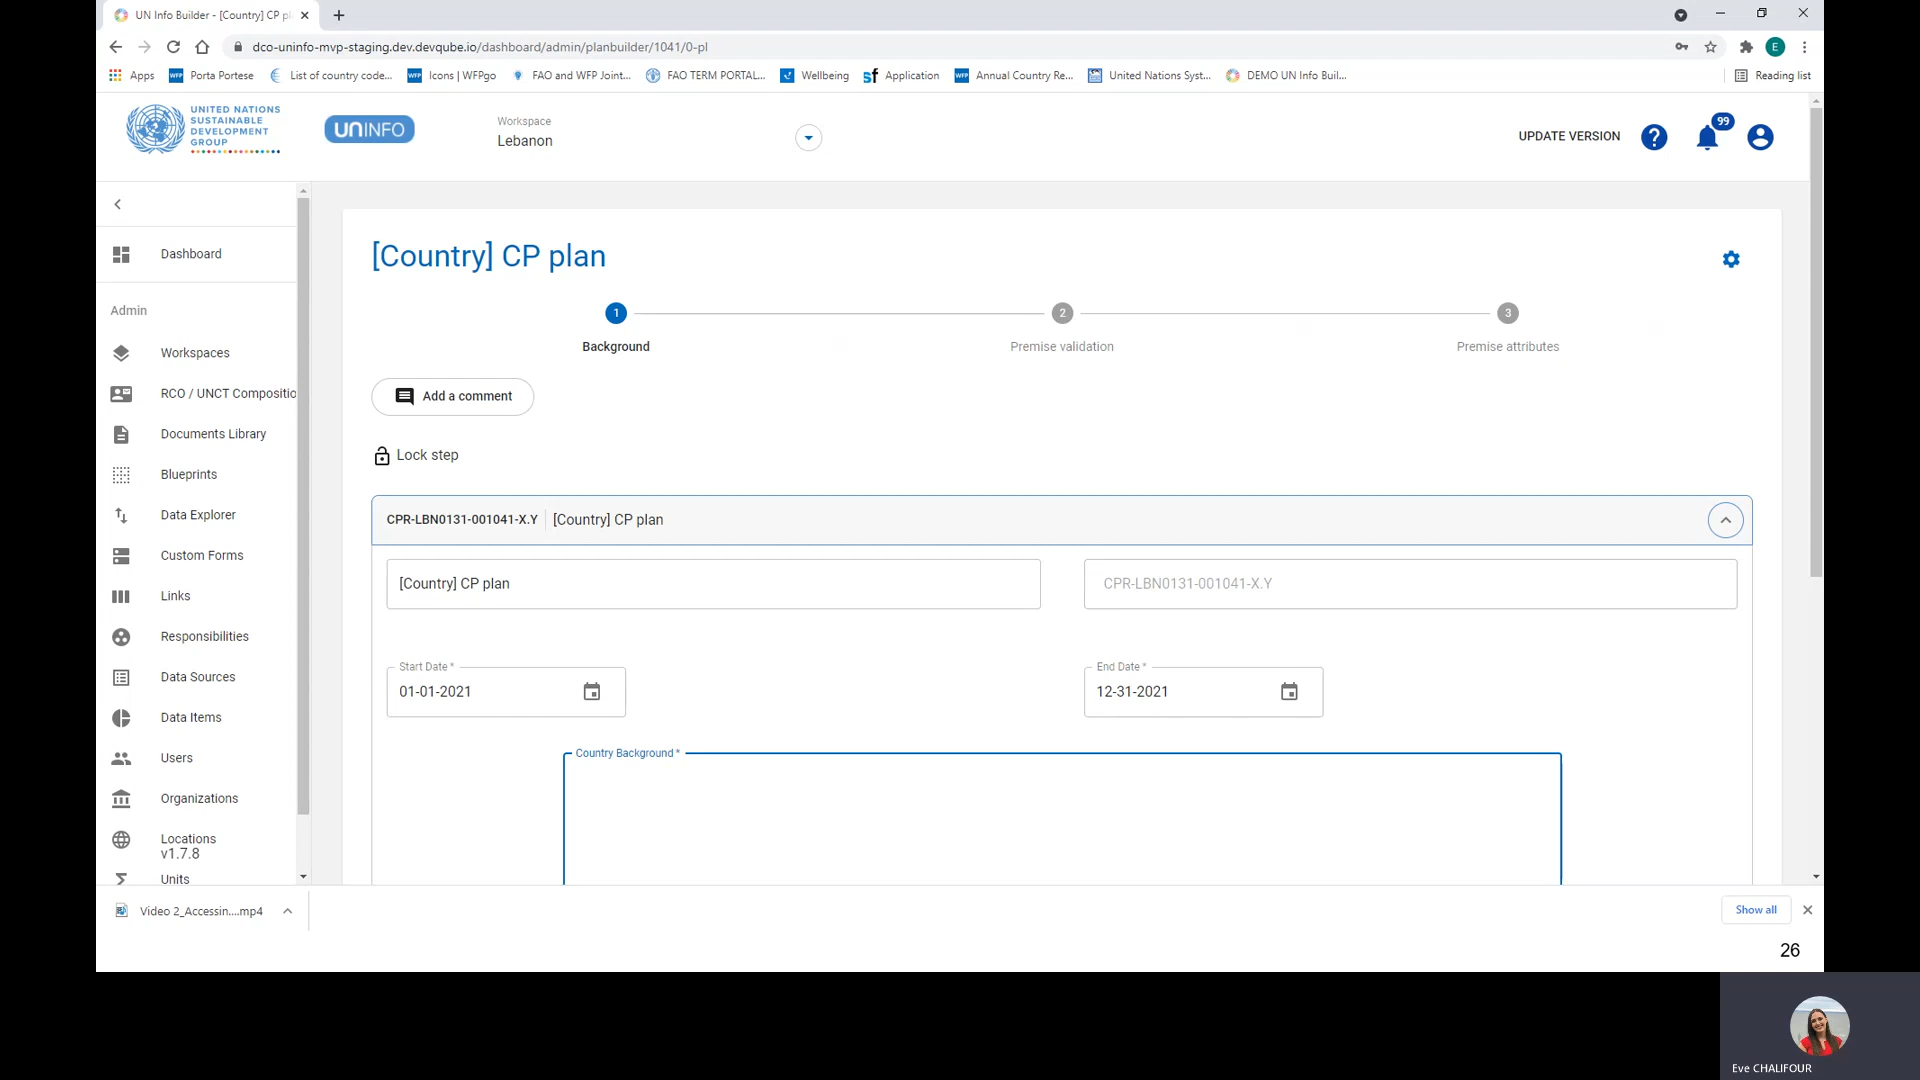 UN Info Builder - [Country] CP pl
dco-uninfo-mvp-staging.dev.devqube.io/dashboard/admin/planbuilder/1041/0-pl
E
Apps
WFP Porta Portese
List of country code...
WFP Icons | WFPgo
FAO and WFP Joint...
FAO TERM PORTAL...
Wellbeing
sf Application
WFP Annual Country Re...
United Nations Syst...
DEMO UN Info Buil...
Reading list
UNITED NATIONS
SUSTAINABLE
DEVELOPMENT
GROUP
UNINFO
Workspace
Lebanon
UPDATE VERSION
?
99
Dashboard
Admin
Workspaces
RCO / UNCT Compositio
Documents Library
Blueprints
Data Explorer
Custom Forms
Links
Responsibilities
Data Sources
Data Items
Users
Organizations
Locations
v1.7.8
Units
[Country] CP plan
1
2
3
Background
Premise validation
Premise attributes
Add a comment
Lock step
CPR-LBN0131-001041-X.Y [Country] CP plan
[Country] CP plan
CPR-LBN0131-001041-X.Y
Start Date *
01-01-2021
End Date *
12-31-2021
Country Background *
Video 2_Accessin....mp4
Show all
26
Eve CHALIFOUR